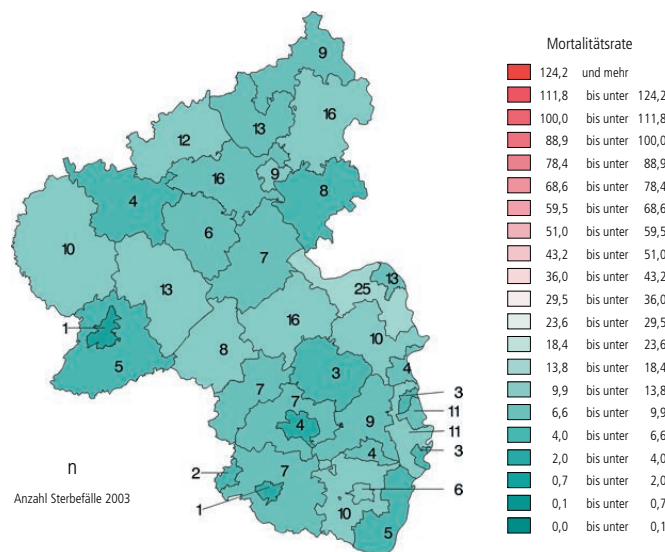 Mortalitätsrate
124,2 und mehr
111,8 bis unter 124,2
100,0 bis unter 111,8
88,9 bis unter 100,0
78,4 bis unter 88,9
68,6 bis unter 78,4
59,5 bis unter 68,6
51,0 bis unter 59,5
43,2 bis unter 51,0
36,0 bis unter 43,2
29,5 bis unter 36,0
23,6 bis unter 29,5
18,4 bis unter 23,6
13,8 bis unter 18,4
9,9 bis unter 13,8
6,6 bis unter 9,9
4,0 bis unter 6,6
2,0 bis unter 4,0
0,7 bis unter 2,0
0,1 bis unter 0,7
0,0 bis unter 0,1
9
16
13
12
16
9
8
4
6
10
7
13
13
25
1
16
10
8
5
3
4
7
7
3
4
9
11
11
4
3
2
7
6
1
10
5
n
Anzahl Sterbefälle 2003